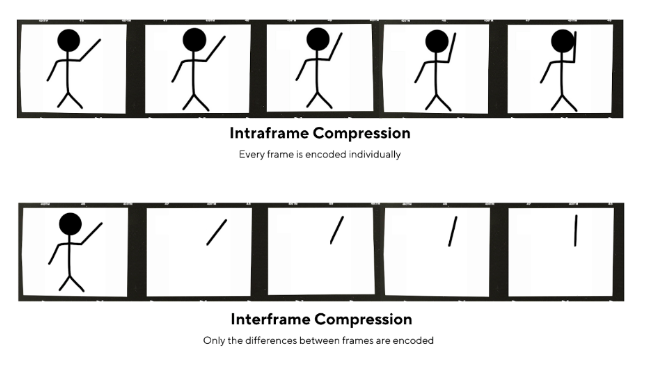 Intraframe Compression
Every frame is encoded individually
Interframe Compression
Only the differences between frames are encoded